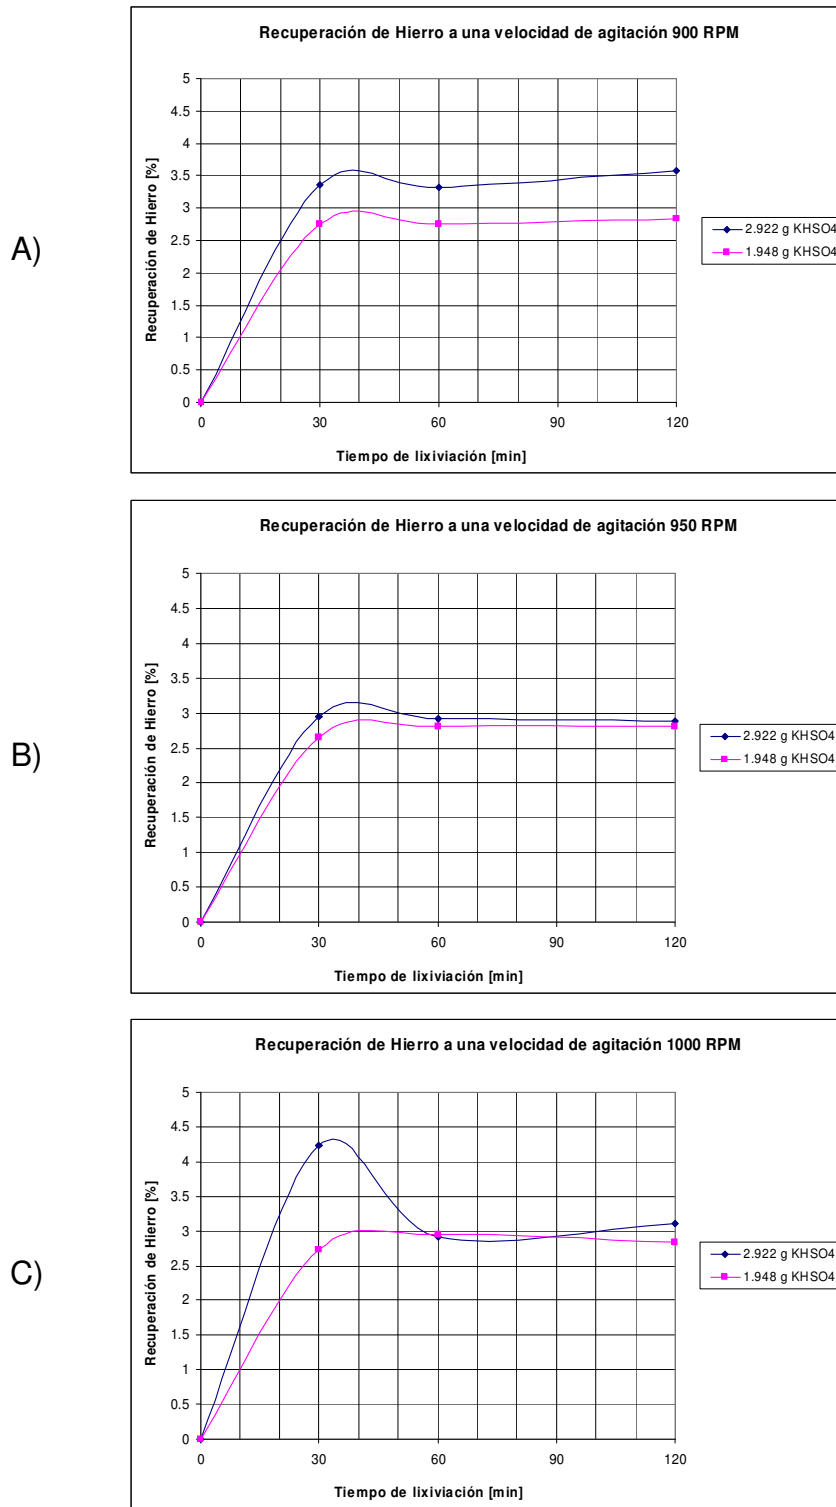 A)
Recuperación de Hierro a una velocidad de agitación 900 RPM
Recuperación de Hierro [%]
5
4.5
4
3.5
3
2.5
2
1.5
1
0.5
0
0 30 60 90 120
Tiempo de lixiviación [min]
2.922 g KHSO4
1.948 g KHSO4
B)
Recuperación de Hierro a una velocidad de agitación 950 RPM
Recuperación de Hierro [%]
5
4.5
4
3.5
3
2.5
2
1.5
1
0.5
0
0 30 60 90 120
Tiempo de lixiviación [min]
2.922 g KHSO4
1.948 g KHSO4
C)
Recuperación de Hierro a una velocidad de agitación 1000 RPM
Recuperación de Hierro [%]
5
4.5
4
3.5
3
2.5
2
1.5
1
0.5
0
0 30 60 90 120
Tiempo de lixiviación [min]
2.922 g KHSO4
1.948 g KHSO4